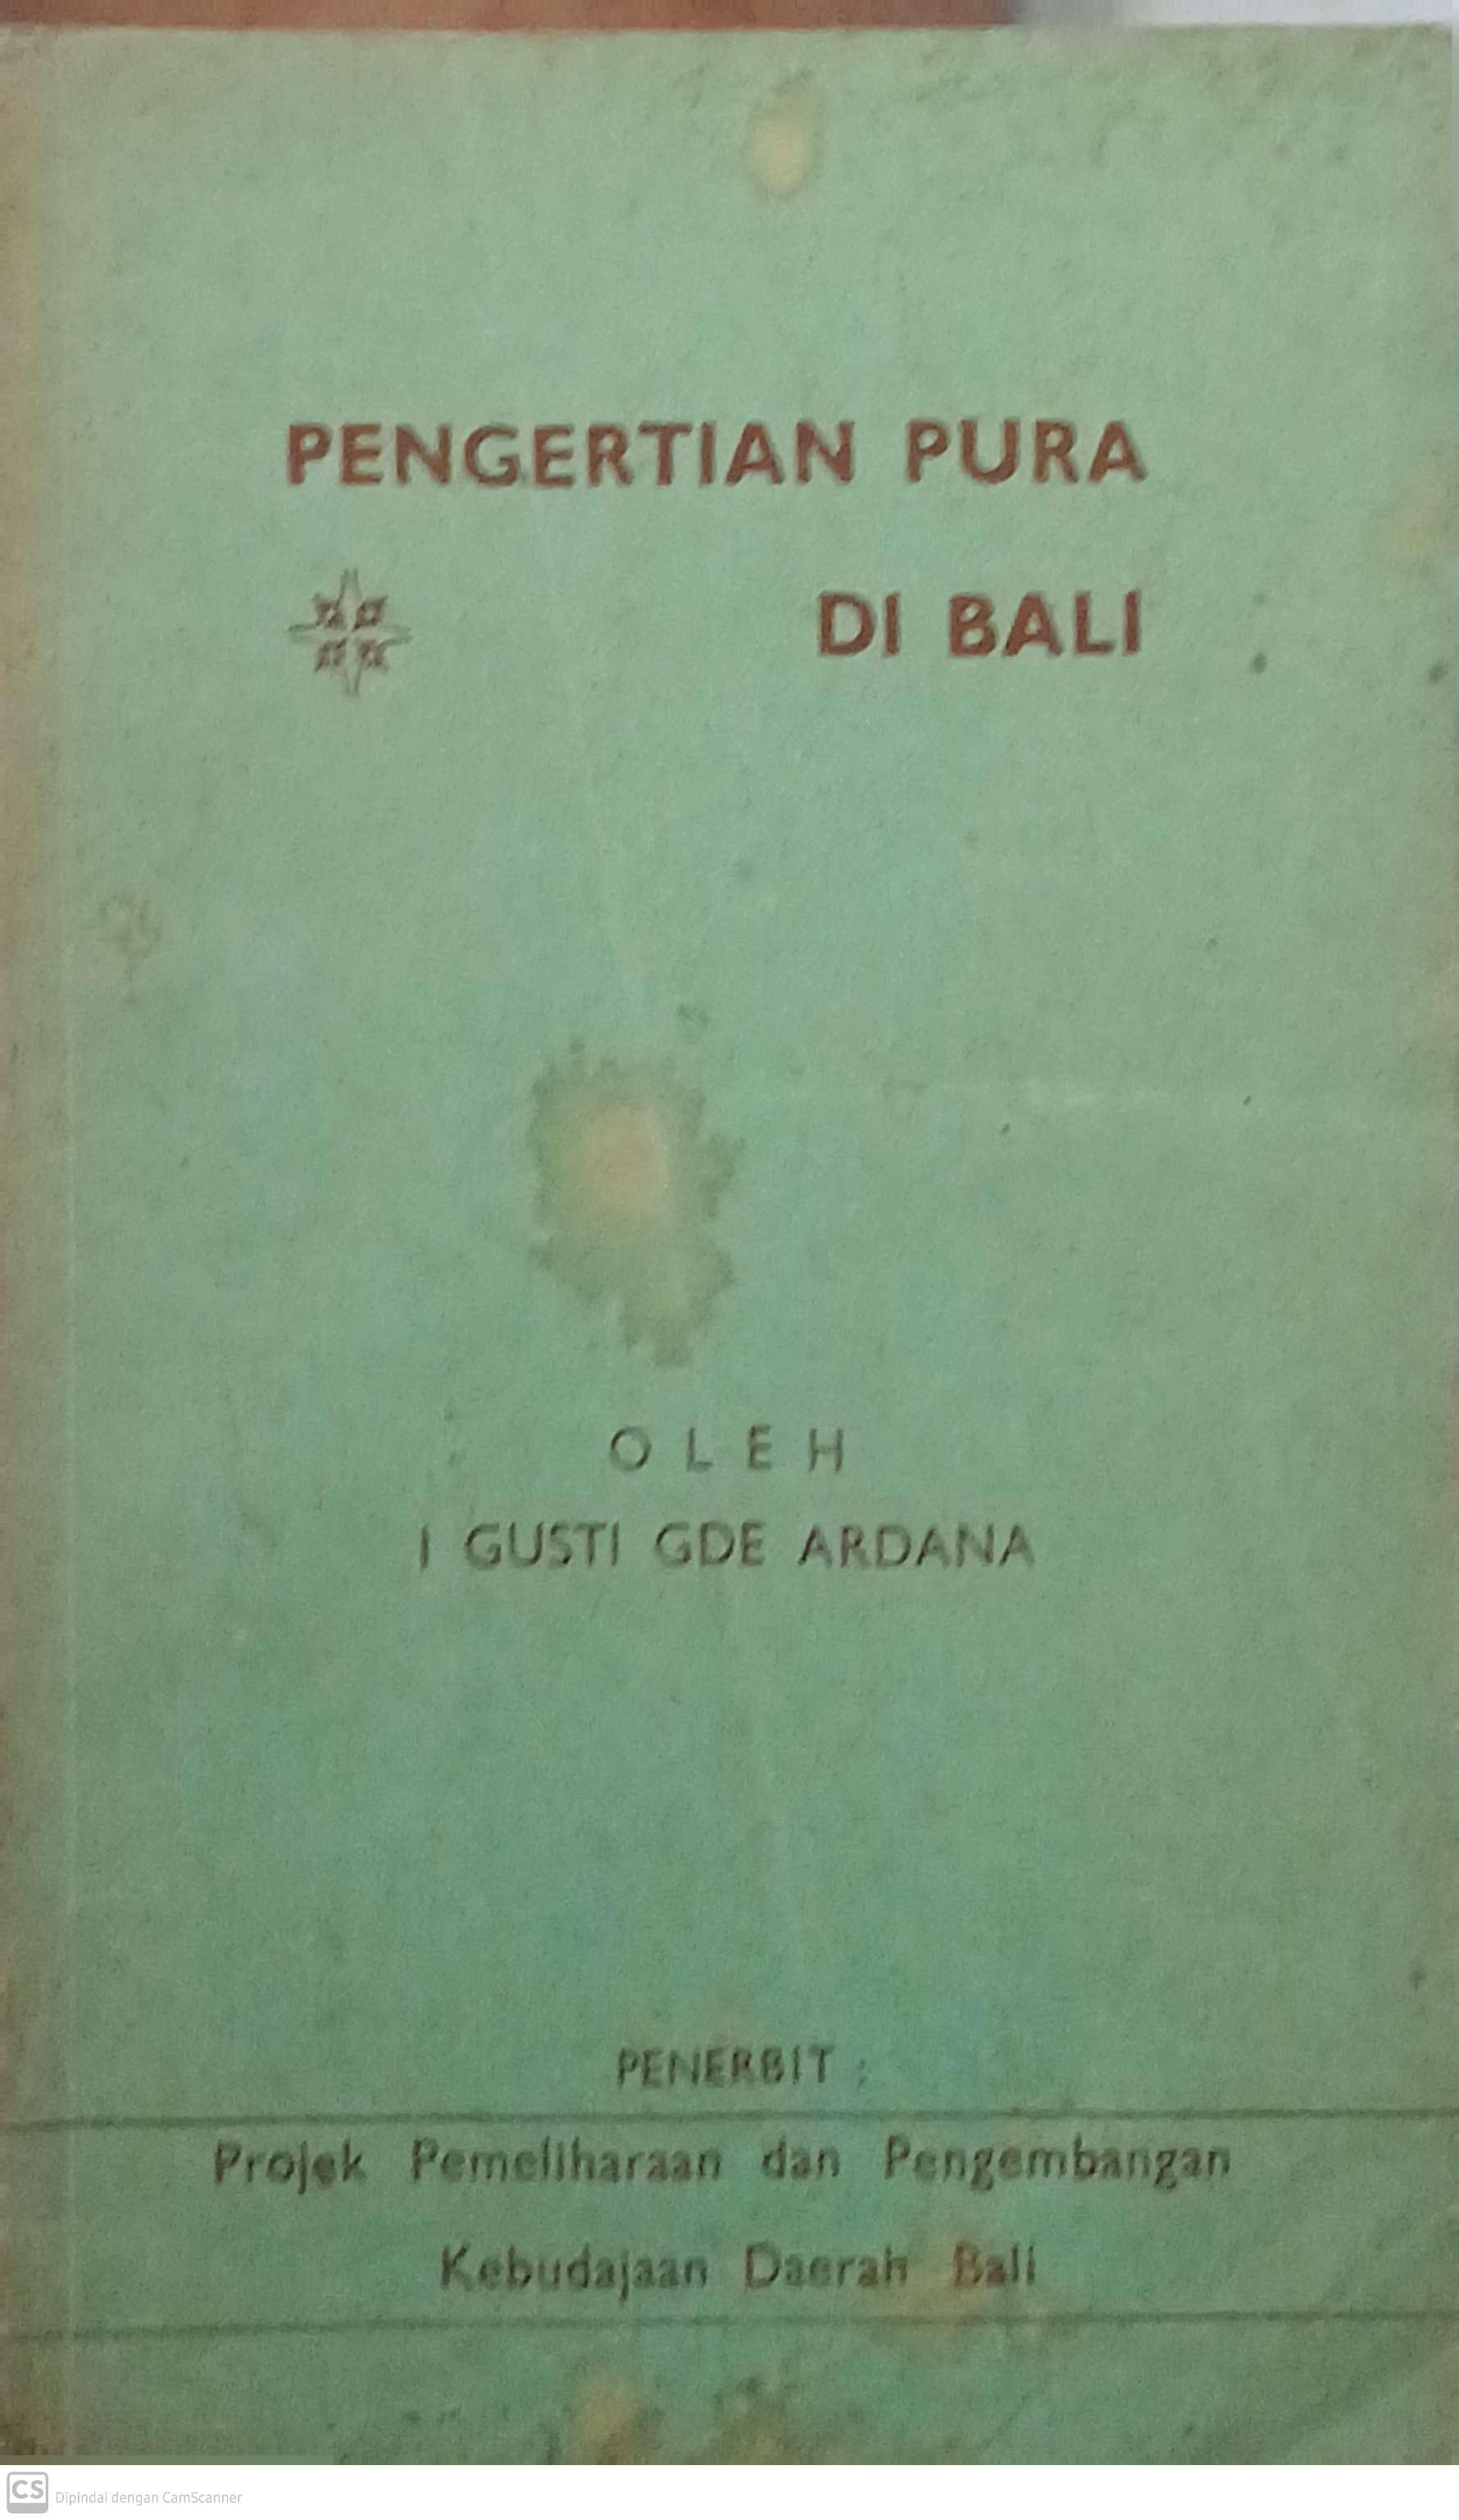 PENGERTIAN PURA
DI BALI
OLEH
I GUSTI GDE ARDANA
PENERBIT :
Projek Pemeliharaan dan Pengembangan
Kebudajaan Daerah Bali
CS Dipindai dengan CamScanner